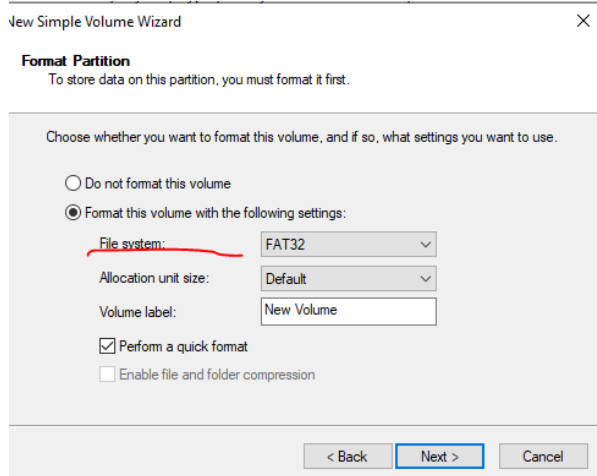 New Simple Volume Wizard
Format Partition
To store data on this partition, you must format it first.
Choose whether you want to format this volume, and if so, what settings you want to use.
Do not format this volume
Format this volume with the following settings:
File system: FAT32
Allocation unit size: Default
Volume label: New Volume
Perform a quick format
Enable file and folder compression
< Back Next > Cancel